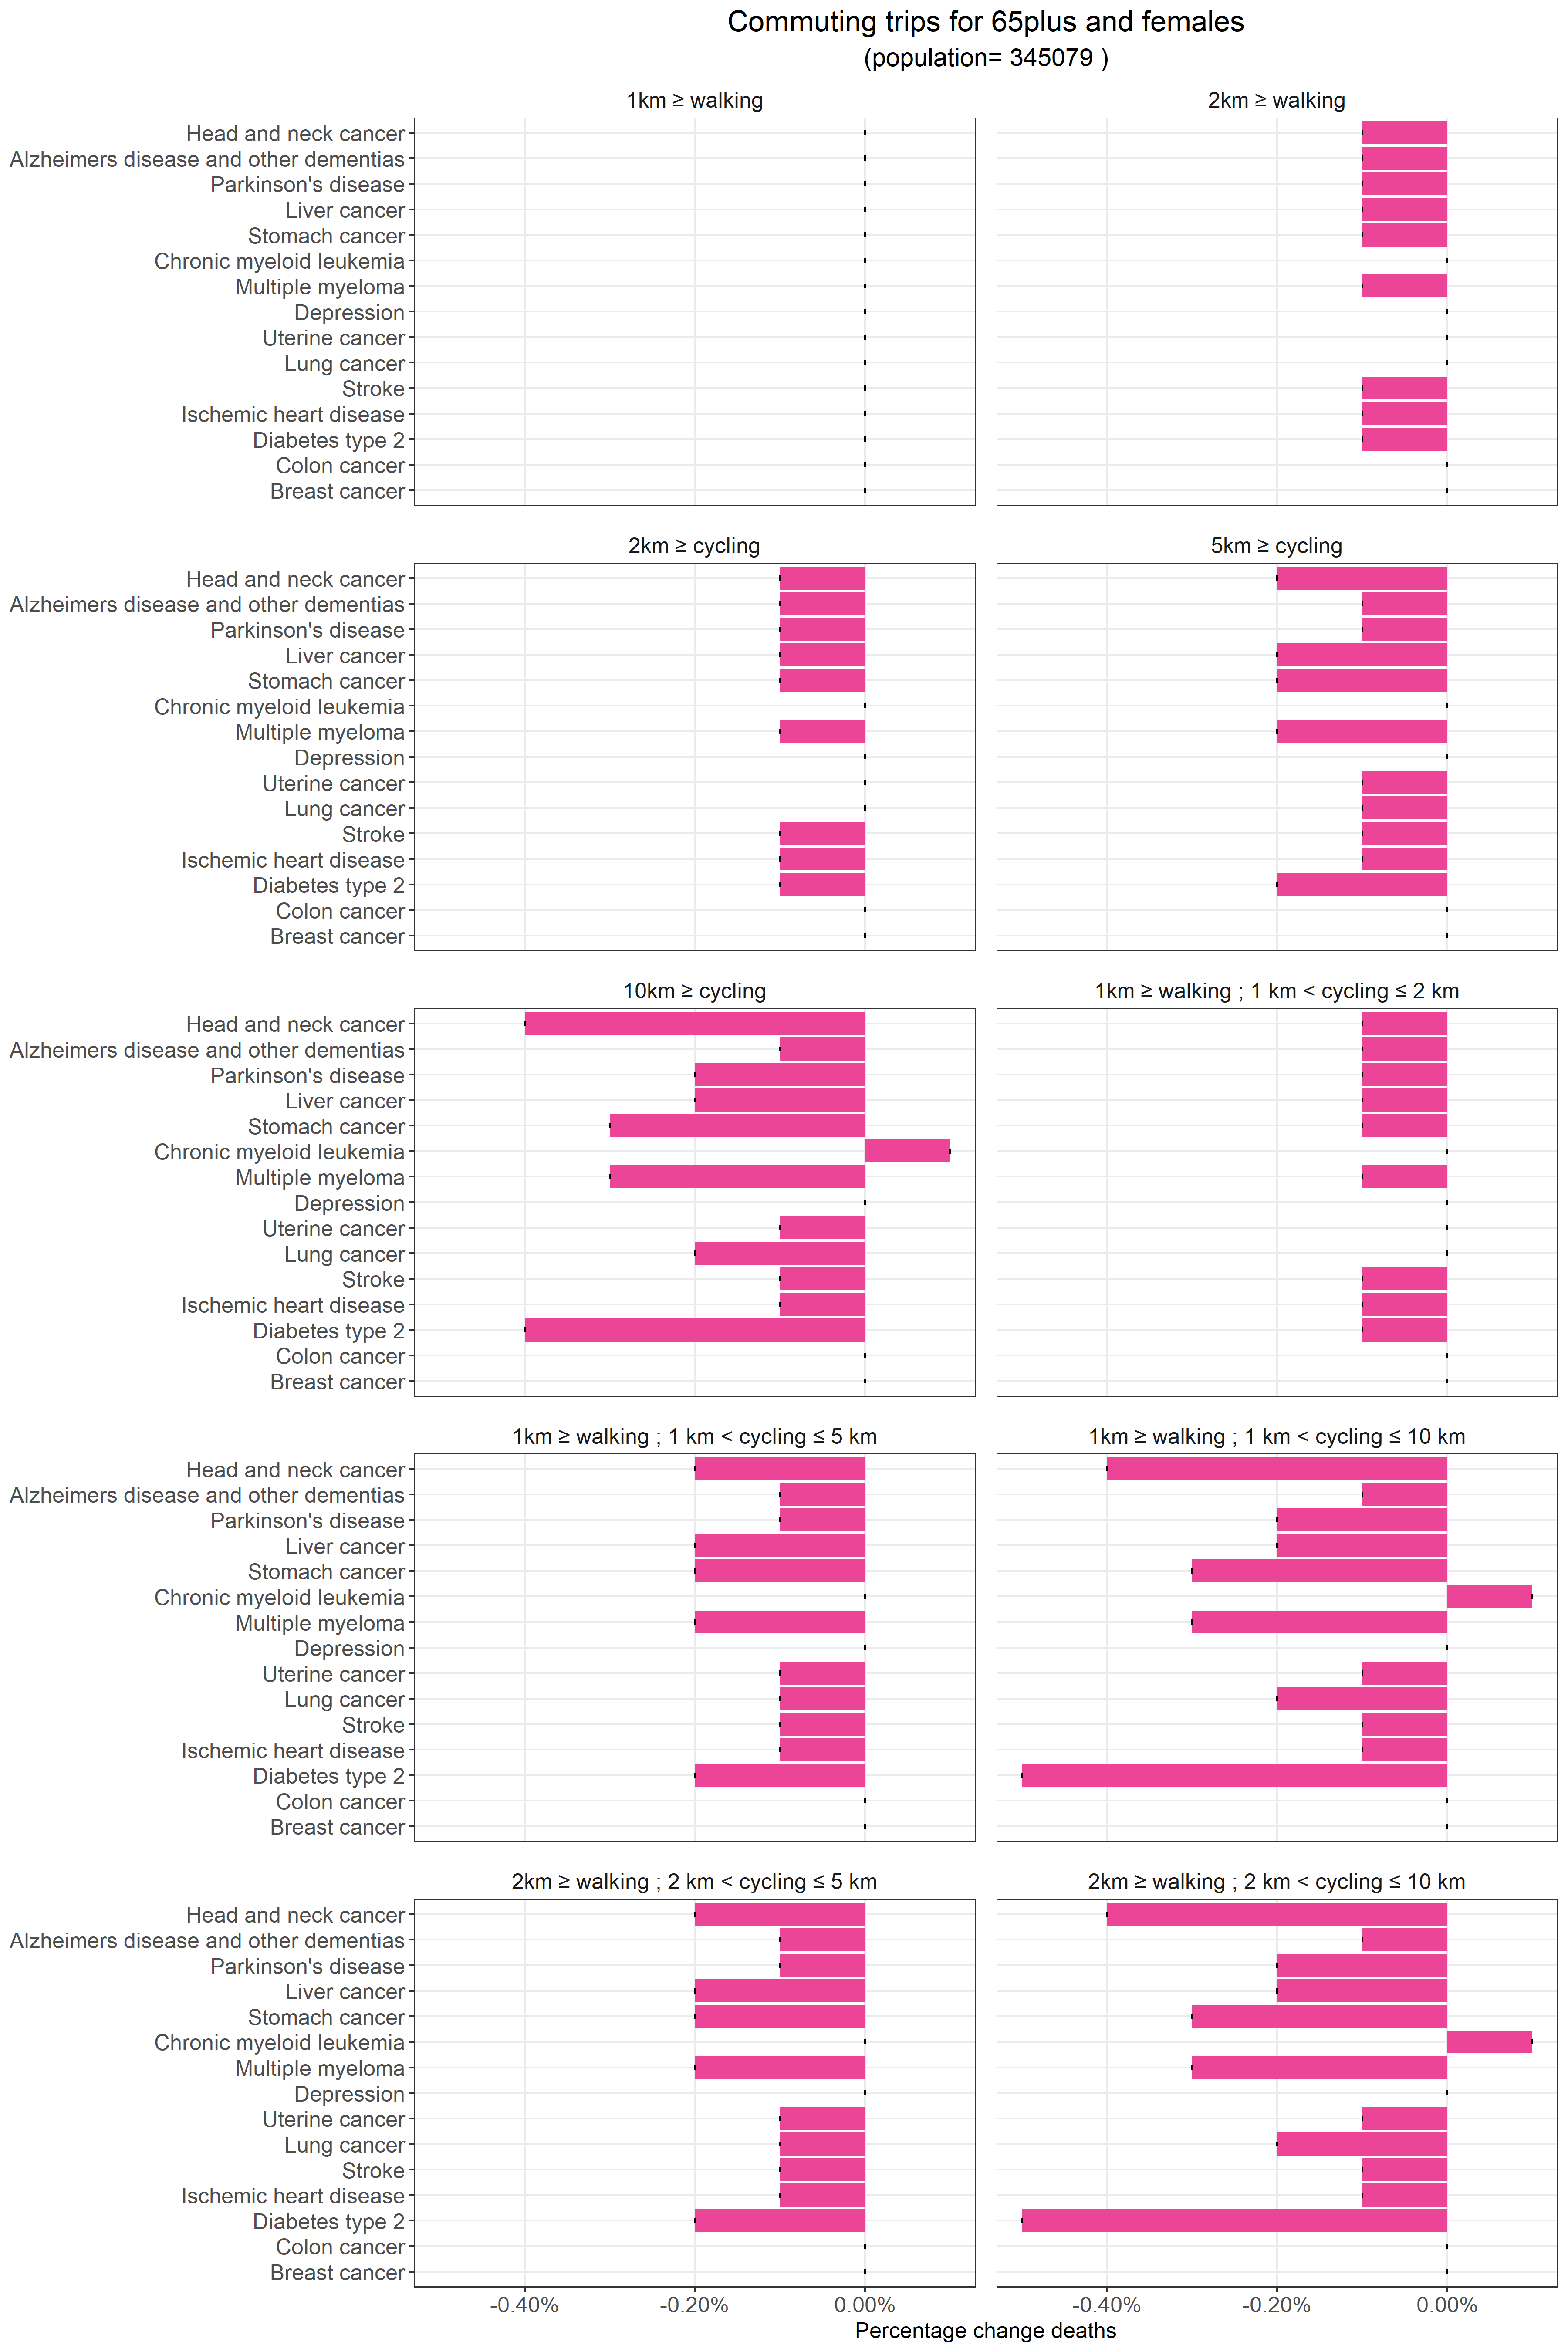 Commuting trips for 65plus and females
(population= 345079 )
1km ≥ walking
2km ≥ walking
Head and neck cancer
Alzheimers disease and other dementias
Parkinson's disease
Liver cancer
Stomach cancer
Chronic myeloid leukemia
Multiple myeloma
Depression
Uterine cancer
Lung cancer
Stroke
Ischemic heart disease
Diabetes type 2
Colon cancer
Breast cancer
2km ≥ cycling
5km ≥ cycling
Head and neck cancer
Alzheimers disease and other dementias
Parkinson's disease
Liver cancer
Stomach cancer
Chronic myeloid leukemia
Multiple myeloma
Depression
Uterine cancer
Lung cancer
Stroke
Ischemic heart disease
Diabetes type 2
Colon cancer
Breast cancer
10km ≥ cycling
1km ≥ walking ; 1 km < cycling ≤ 2 km
Head and neck cancer
Alzheimers disease and other dementias
Parkinson's disease
Liver cancer
Stomach cancer
Chronic myeloid leukemia
Multiple myeloma
Depression
Uterine cancer
Lung cancer
Stroke
Ischemic heart disease
Diabetes type 2
Colon cancer
Breast cancer
1km ≥ walking ; 1 km < cycling ≤ 5 km
1km ≥ walking ; 1 km < cycling ≤ 10 km
Head and neck cancer
Alzheimers disease and other dementias
Parkinson's disease
Liver cancer
Stomach cancer
Chronic myeloid leukemia
Multiple myeloma
Depression
Uterine cancer
Lung cancer
Stroke
Ischemic heart disease
Diabetes type 2
Colon cancer
Breast cancer
2km ≥ walking ; 2 km < cycling ≤ 5 km
2km ≥ walking ; 2 km < cycling ≤ 10 km
Head and neck cancer
Alzheimers disease and other dementias
Parkinson's disease
Liver cancer
Stomach cancer
Chronic myeloid leukemia
Multiple myeloma
Depression
Uterine cancer
Lung cancer
Stroke
Ischemic heart disease
Diabetes type 2
Colon cancer
Breast cancer
-0.40% -0.20% 0.00% -0.40% -0.20% 0.00%
Percentage change deaths